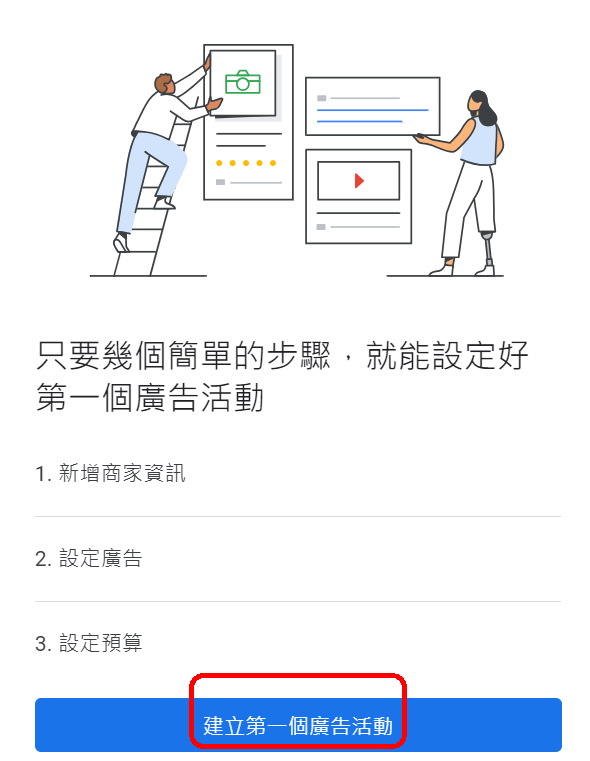 只要幾個簡單的步驟，就能設定好
第一個廣告活動
1. 新增商家資訊
2. 設定廣告
3. 設定預算
建立第一個廣告活動